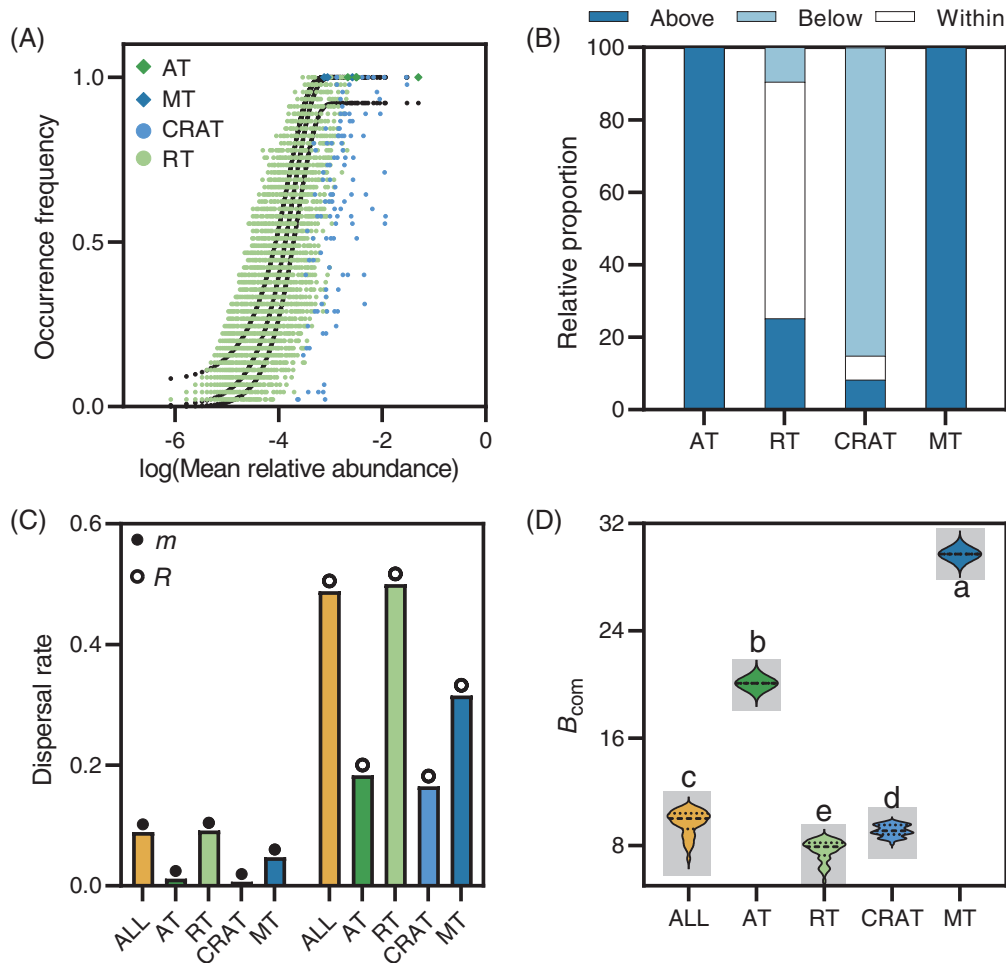 (A)
AT
MT
CRAT
RT
1.0
0.5
0.0
Occurrence frequency
-6
-4
-2
0
log(Mean relative abundance)
(B)
Above
Below
Within
100
80
60
40
20
0
Relative proportion
AT
RT
CRAT
MT
(C)
m
R
0.6
0.4
0.2
0.0
Dispersal rate
ALL
AT
RT
CRAT
MT
ALL
AT
RT
CRAT
MT
(D)
32
24
16
8
Bcom
c
b
e
d
a
ALL
AT
RT
CRAT
MT